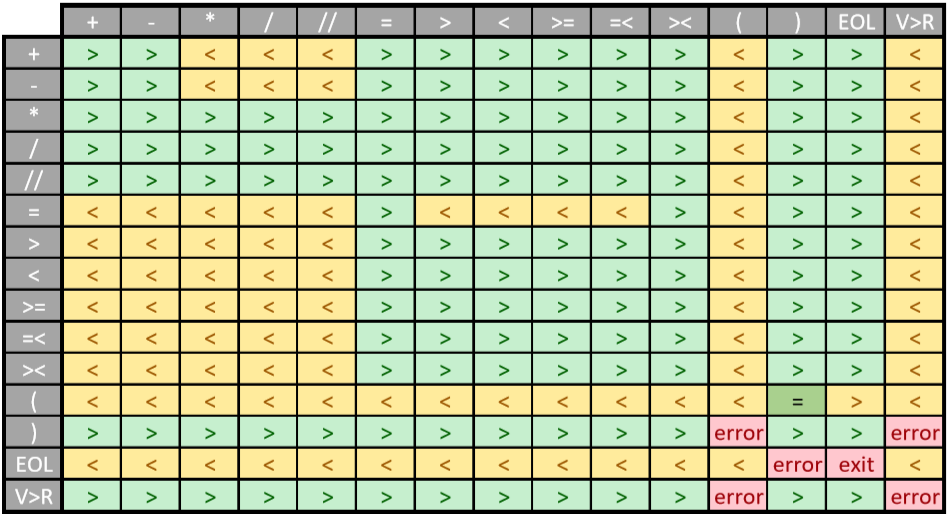 + - * / // = > < >= =< >< ( ) EOL V>R
+ > > < < < > > > > > > < > > <
- > > < < < > > > > > > < > > <
* > > > > > > > > > > > < > > <
/ > > > > > > > > > > > < > > <
// > > > > > > > > > > > < > > <
= < < < < < > < < < < > < > > <
> < < < < < > > > > > > < > > <
< < < < < < > > > > > > < > > <
>= < < < < < > > > > > > < > > <
=< < < < < < > > > > > > < > > <
>< < < < < < > > > > > > < > > <
( < < < < < < < < < < < < = > <
) > > > > > > > > > > > error > > error
EOL < < < < < < < < < < < < error exit <
V>R > > > > > > > > > > > error > > error